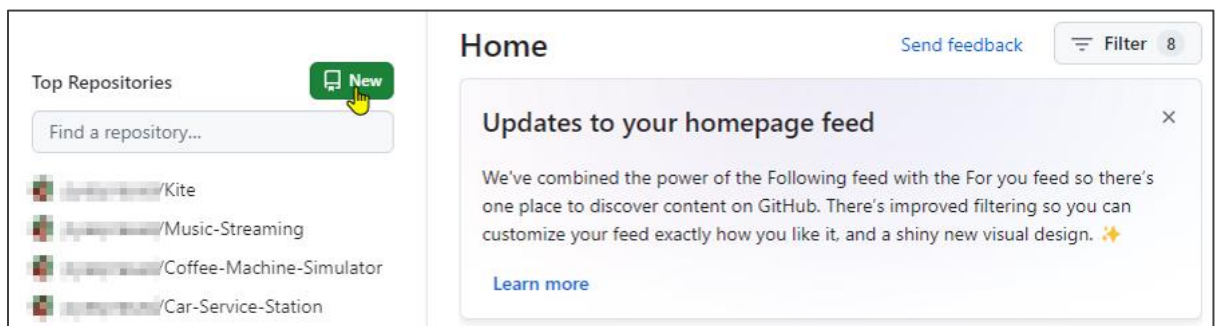 Top Repositories
New
Find a repository...
/Kite
/Music-Streaming
/Coffee-Machine-Simulator
/Car-Service-Station
Home
Send feedback
Filter 8
Updates to your homepage feed
We've combined the power of the Following feed with the For you feed so there's
one place to discover content on GitHub. There's improved filtering so you can
customize your feed exactly how you like it, and a shiny new visual design. ✨
Learn more